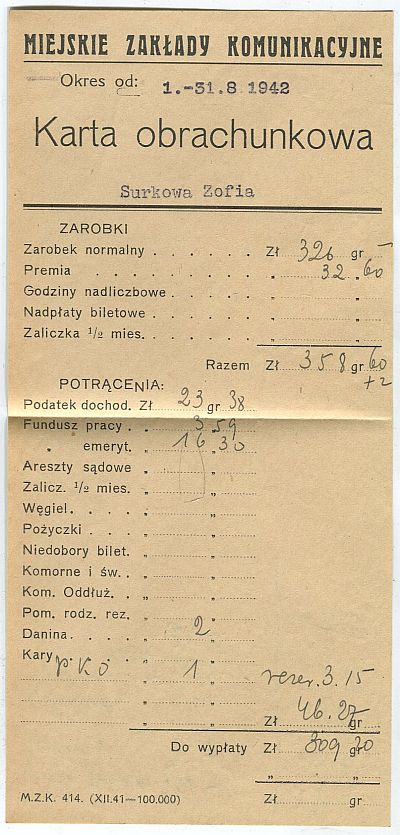 MIEJSKIE ZAKŁADY KOMUNIKACYJNE
Okres od: 1.-31.8 1942
Karta obrachunkowa
Surkowa Zofia
ZAROBKI
Zarobek normalny . . . . . . Zł 326 gr –
Premia . . . . . . . . „ 32 „ 60
Godziny nadliczbowe . . . . . „ „
Nadpłaty biletowe . . . . . . „ „
Zaliczka ½ mies. . . . . . . „ „
Razem Zł 358 gr 60
+2
POTRĄCENIA:
Podatek dochod. Zł 23 gr 38
Fundusz pracy . „ 3 „ 59
„ emeryt. „ 16 „ 30
Areszty sądowe „ „
Zalicz. ½ mies. „ „
Węgiel. . . . . „ „
Pożyczki . . . „ „
Niedobory bilet. „ „
Komorne i św. . „ „
Kom. Oddłuż. . „ „
Pom. rodz. rez. „ „
Danina. . . . . „ 2 „
Kary . . . „ „
PKO „ 1 „ rezer. 3.15
„ „ Zł 46.27 gr
Do wypłaty Zł 309 gr
„ „
M.Z.K. 414. (XII.41—100.000) Zł gr